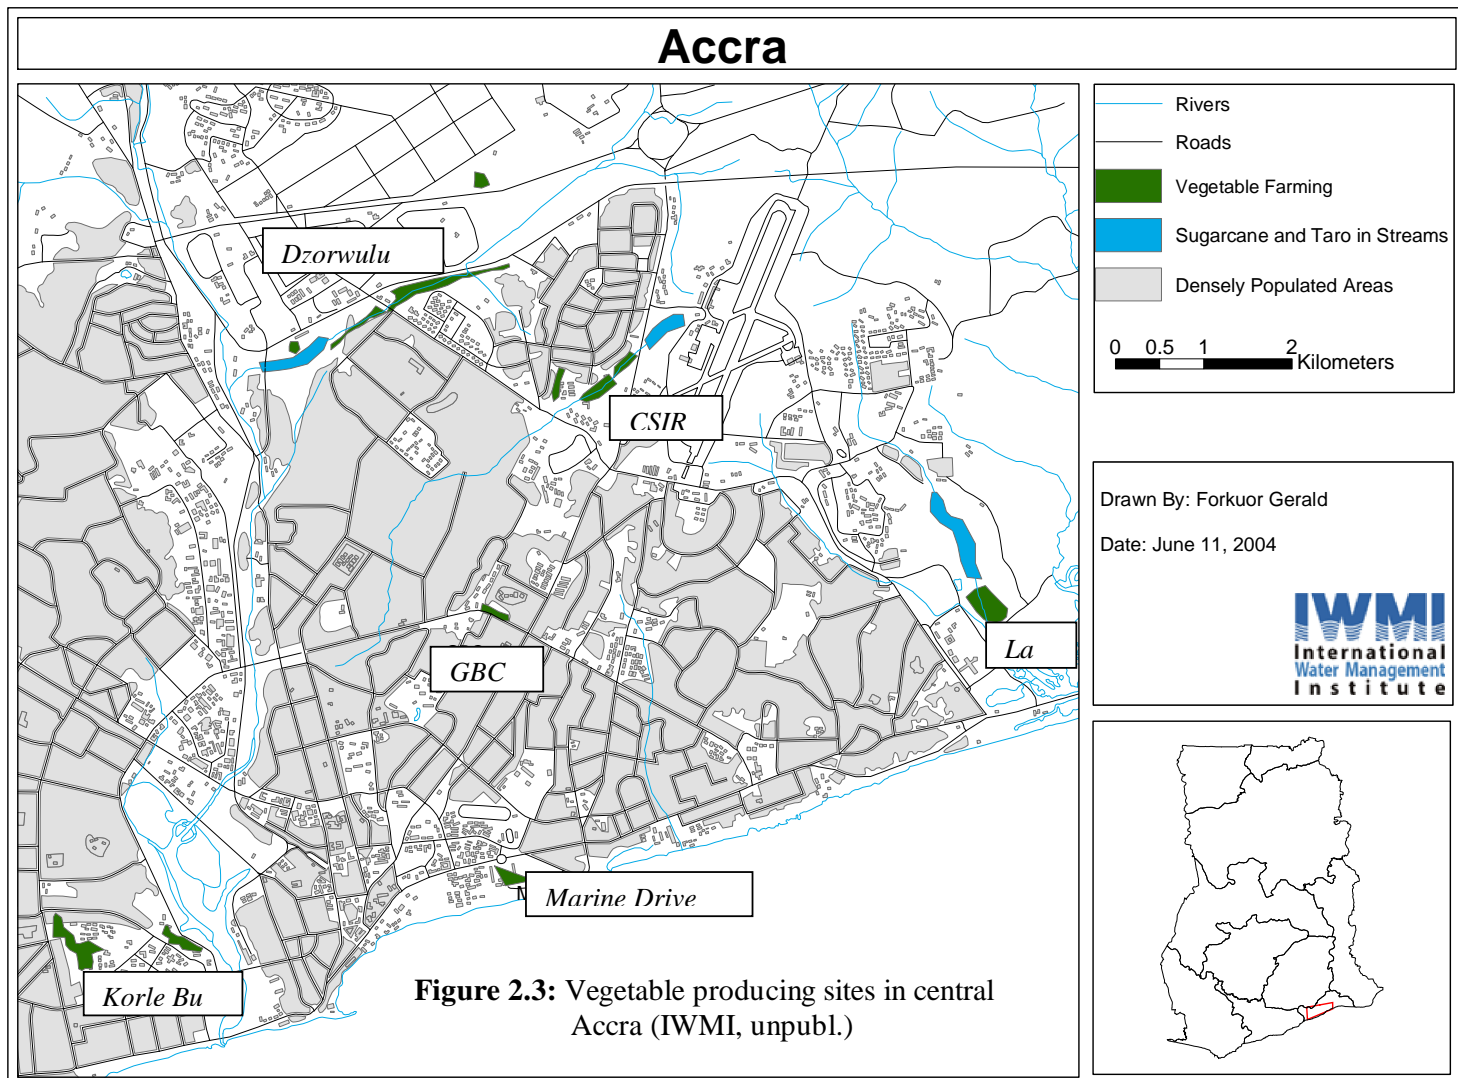 Accra
Rivers
Roads
Vegetable Farming
Sugarcane and Taro in Streams
Densely Populated Areas
0 0.5 1 2
Kilometers
Dzorwulu
CSIR
GBC
La
Marine Drive
Korle Bu
Drawn By: Forkuor Gerald
Date: June 11, 2004
IWMI
International
Water Management
Institute
Figure 2.3: Vegetable producing sites in central
Accra (IWMI, unpubl.)